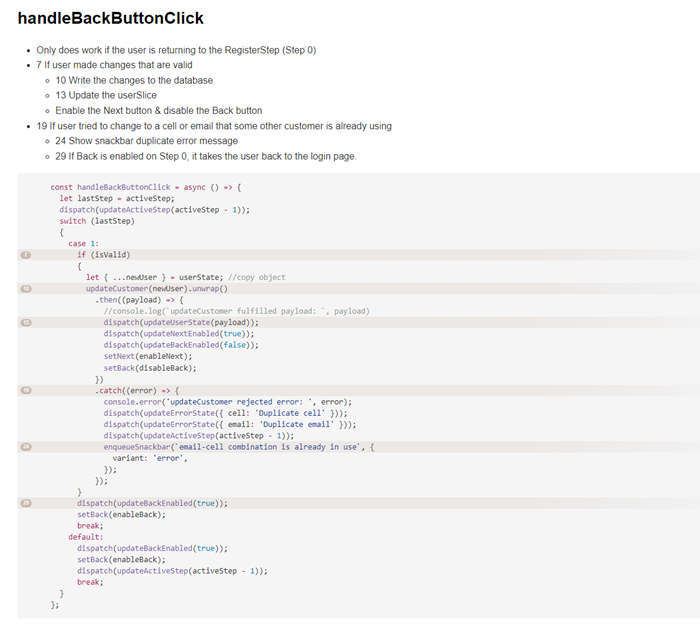 handleBackButtonClick
Only does work if the user is returning to the RegisterStep (Step 0)
7 If user made changes that are valid
10 Write the changes to the database
13 Update the userSlice
Enable the Next button & disable the Back button
19 If user tried to change to a cell or email that some other customer is already using
24 Show snackbar duplicate error message
29 If Back is enabled on Step 0, it takes the user back to the login page.
const handleBackButtonClick = async () => {
let lastStep = activeStep;
dispatch(updateActiveStep(activeStep - 1));
switch (lastStep)
{
case 1:
7 if (isValid)
{
let { ...newUser } = userState; //copy object
10 updateCustomer(newUser).unwrap()
.then((payload) => {
//console.log(`updateCustomer fulfilled payload: `, payload)
13 dispatch(updateUserState(payload));
dispatch(updateNextEnabled(true));
dispatch(updateBackEnabled(false));
setNext(enableNext);
setBack(disableBack);
})
19 .catch((error) => {
console.error('updateCustomer rejected error: ', error);
dispatch(updateErrorState({ cell: 'Duplicate cell' }));
dispatch(updateErrorState({ email: 'Duplicate email' }));
dispatch(updateActiveStep(activeStep - 1));
24 enqueueSnackbar(`email-cell combination is already in use`, {
variant: 'error',
});
});
}
29 dispatch(updateBackEnabled(true));
setBack(enableBack);
break;
default:
dispatch(updateBackEnabled(true));
setBack(enableBack);
dispatch(updateActiveStep(activeStep - 1));
break;
}
};